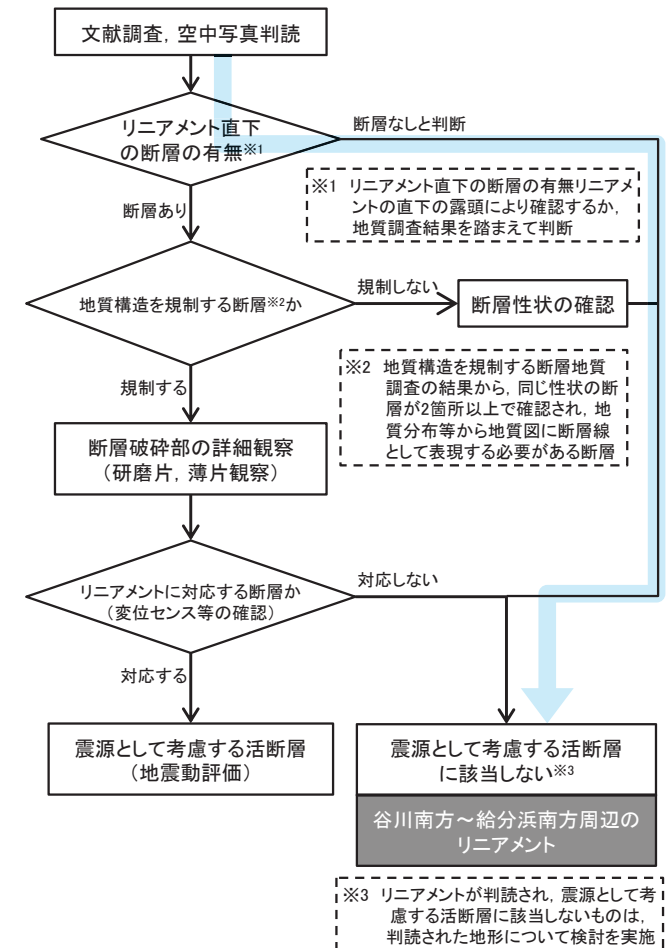 文献調査，空中写真判読
リニアメント直下
の断層の有無※1
断層なしと判断
※1 リニアメント直下の断層の有無リニアメ
ントの直下の露頭により確認するか，
地質調査結果を踏まえて判断
断層あり
地質構造を規制する断層※2か
規制しない
断層性状の確認
※2 地質構造を規制する断層地質
調査の結果から，同じ性状の断
層が2箇所以上で確認され，地
質分布等から地質図に断層線
として表現する必要がある断層
規制する
断層破砕部の詳細観察
（研磨片，薄片観察）
リニアメントに対応する断層か
（変位センス等の確認）
対応しない
対応する
震源として考慮する活断層
（地震動評価）
震源として考慮する活断層
に該当しない※3
谷川南方～給分浜南方周辺の
リニアメント
※3 リニアメントが判読され，震源として考
慮する活断層に該当しないものは，
判読された地形について検討を実施